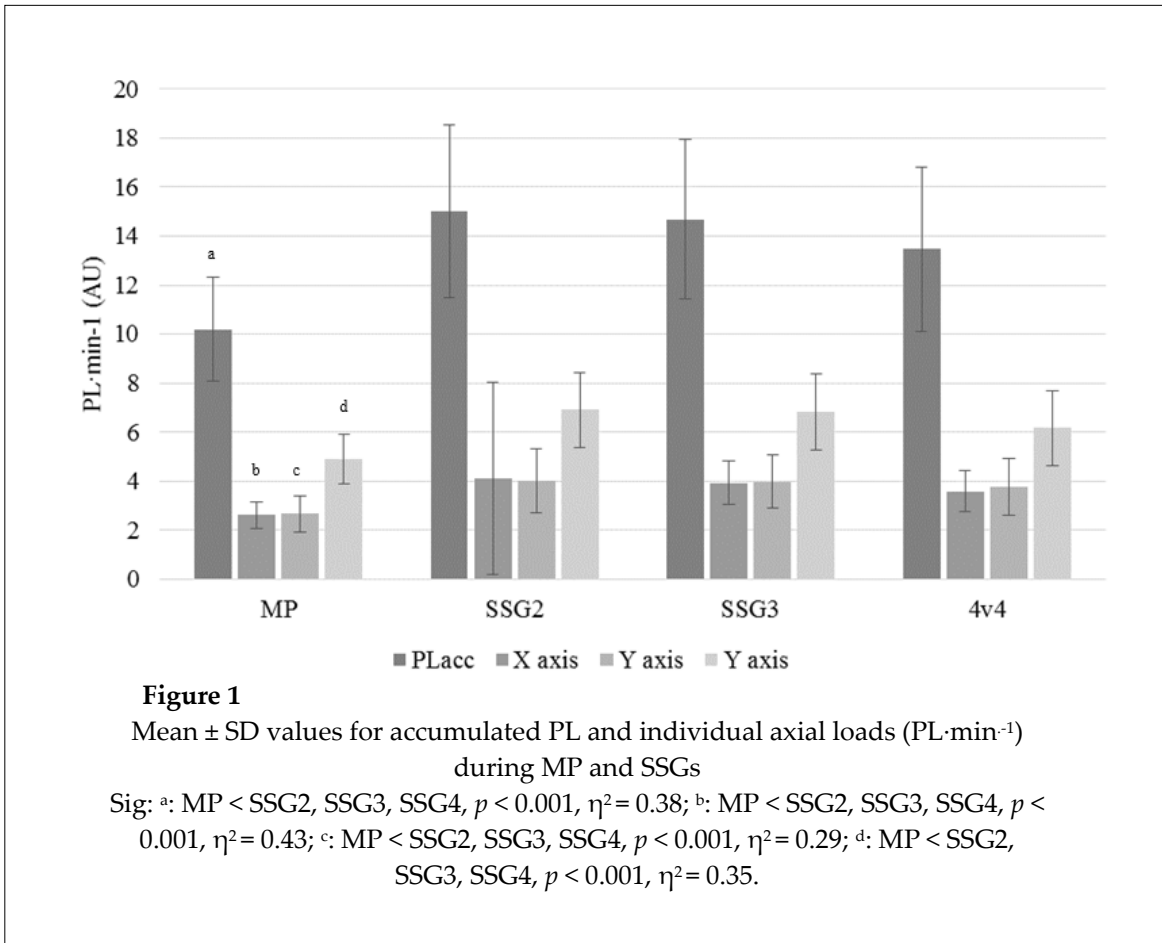 20
18
16
14
12
10
8
6
4
2
0
PL·min-1 (AU)
a
b
c
d
MP SSG2 SSG3 4v4
PLacc X axis Y axis Y axis
Figure 1
Mean ± SD values for accumulated PL and individual axial loads (PL·min⁻¹)
during MP and SSGs
Sig: ᵃ: MP < SSG2, SSG3, SSG4, p < 0.001, η² = 0.38; ᵇ: MP < SSG2, SSG3, SSG4, p <
0.001, η² = 0.43; ᶜ: MP < SSG2, SSG3, SSG4, p < 0.001, η² = 0.29; ᵈ: MP < SSG2,
SSG3, SSG4, p < 0.001, η² = 0.35.